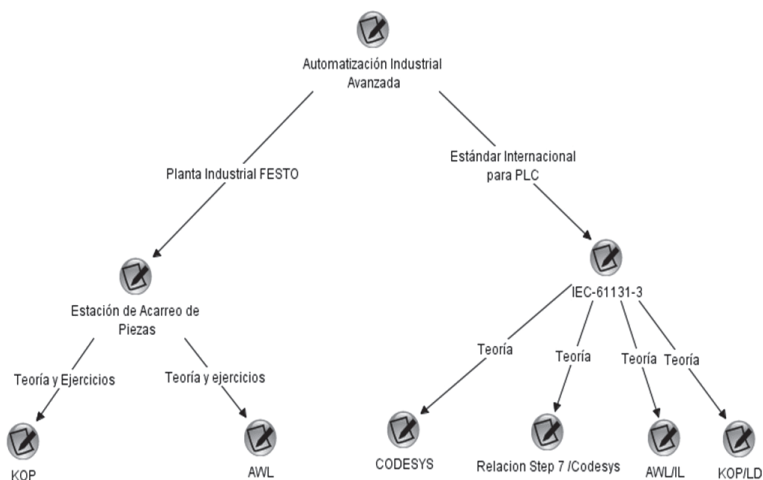 Automatización Industrial
Avanzada
Planta Industrial FESTO
Estándar Internacional
para PLC
Estación de Acarreo de
Piezas
IEC-61131-3
Teoría y Ejercicios
Teoría y ejercicios
Teoría
Teoría
Teoría
Teoría
KOP
AWL
CODESYS
Relacion Step 7 /Codesys
AWL/IL
KOP/LD